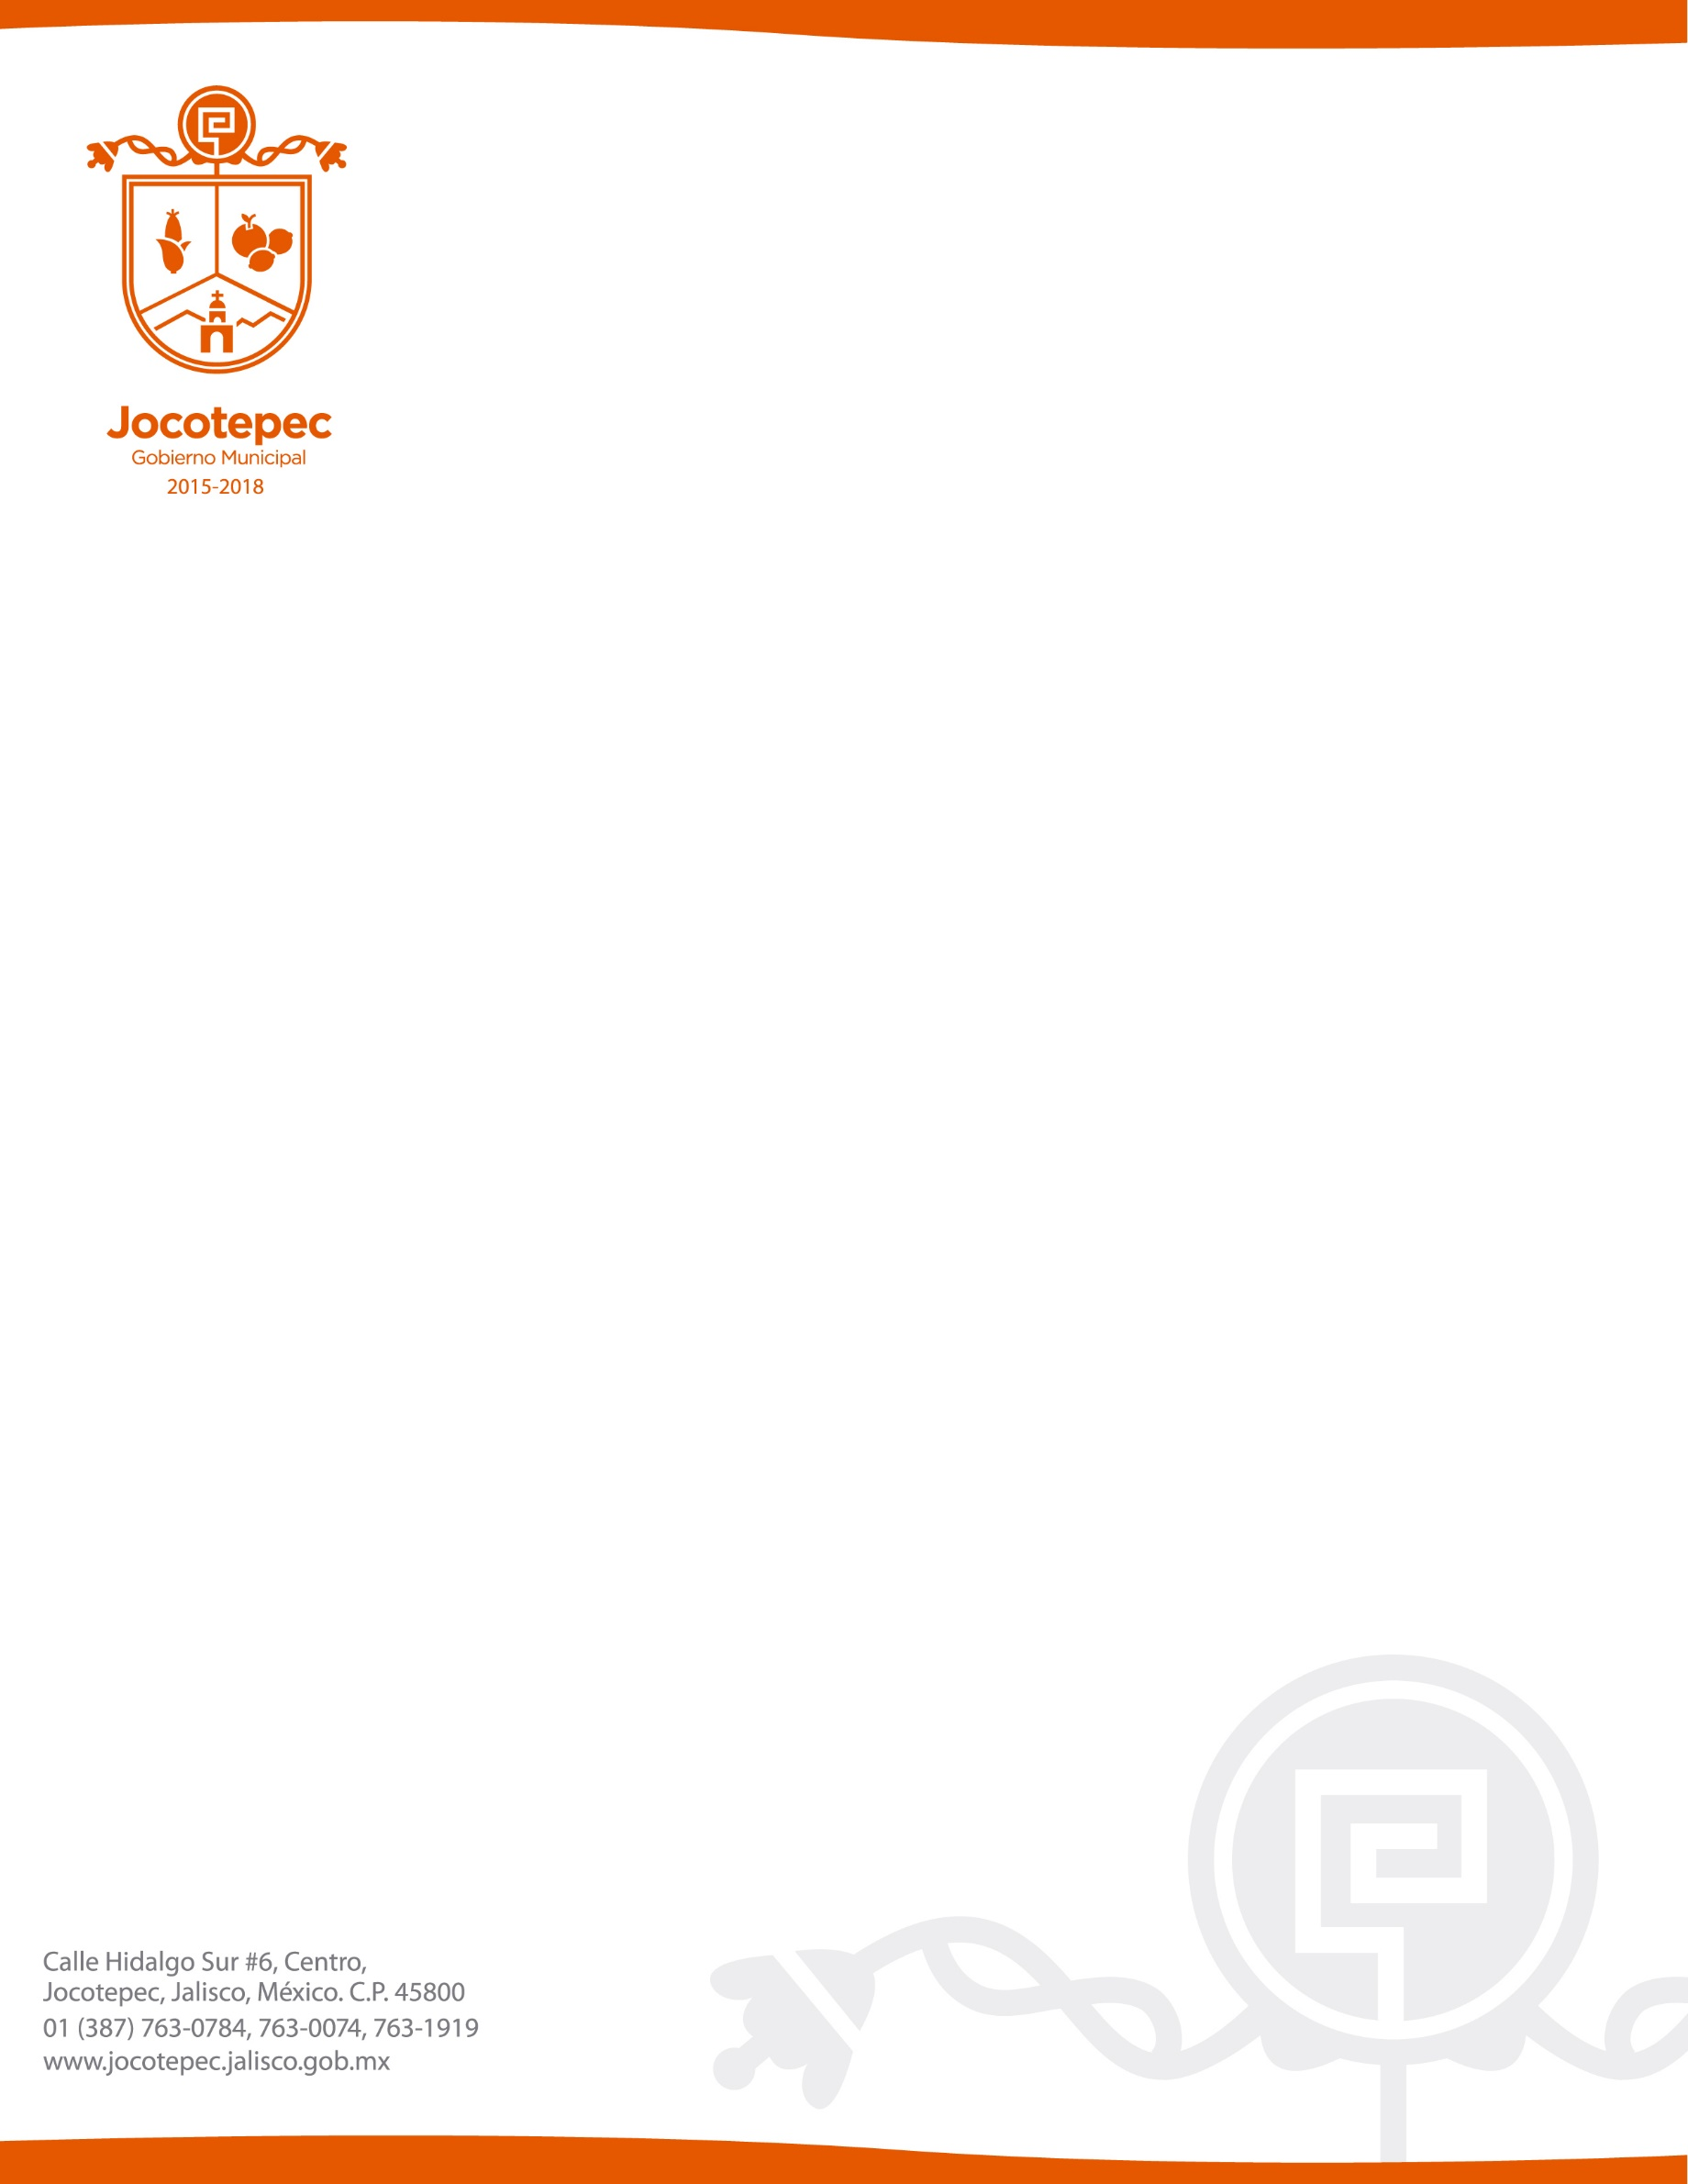 Jocotepec
Gobierno Municipal
2015-2018
Calle Hidalgo Sur #6, Centro,
Jocotepec, Jalisco, México. C.P. 45800
01 (387) 763-0784, 763-0074, 763-1919
www.jocotepec.jalisco.gob.mx